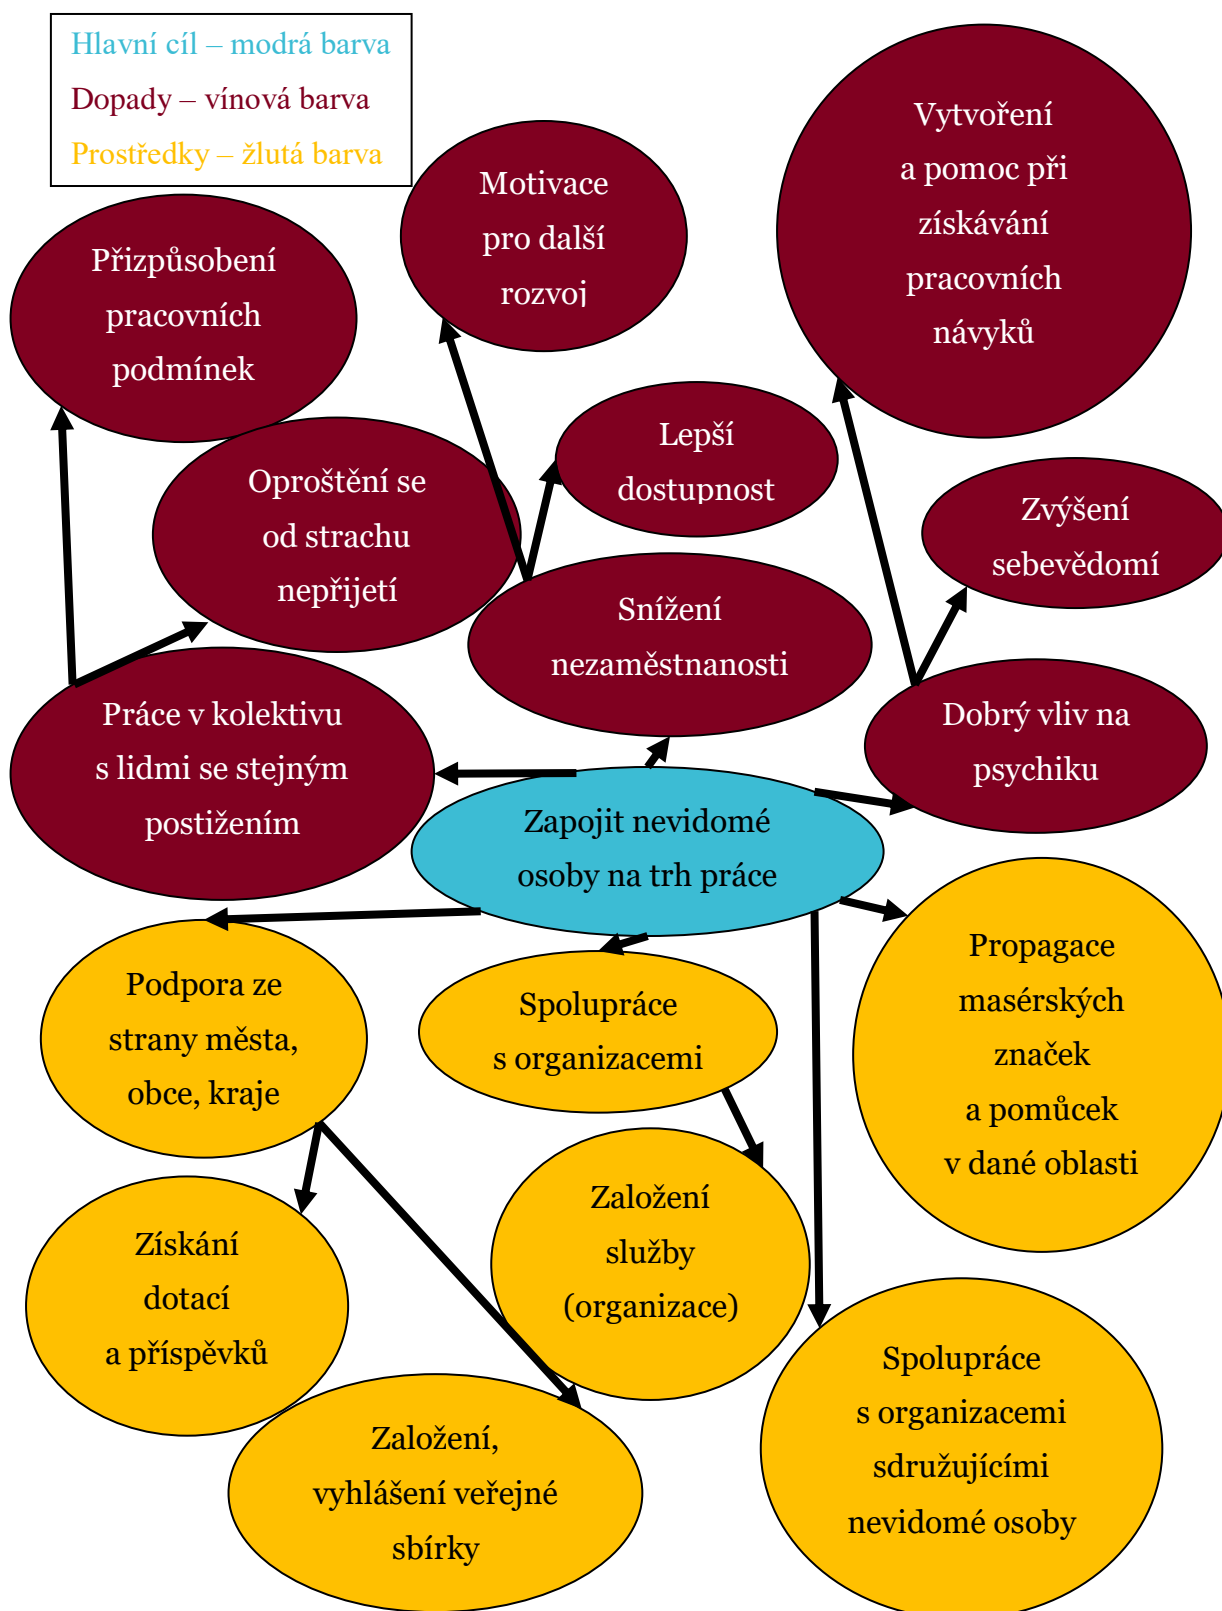 Hlavní cíl – modrá barva
Dopady – vínová barva
Prostředky – žlutá barva
Vytvoření
a pomoc při
získávání
pracovních
návyků
Motivace
pro další
rozvoj
Přizpůsobení
pracovních
podmínek
Lepší
dostupnost
Oproštění se
od strachu
nepřijetí
Zvýšení
sebevědomí
Snížení
nezaměstnanosti
Práce v kolektivu
s lidmi se stejným
postižením
Dobrý vliv na
psychiku
Zapojit nevidomé
osoby na trh práce
Podpora ze
strany města,
obce, kraje
Spolupráce
s organizacemi
Propagace
masérských
značek
a pomůcek
v dané oblasti
Získání
dotací
a příspěvků
Založení
služby
(organizace)
Založení,
vyhlášení veřejné
sbírky
Spolupráce
s organizacemi
sdružujícími
nevidomé osoby